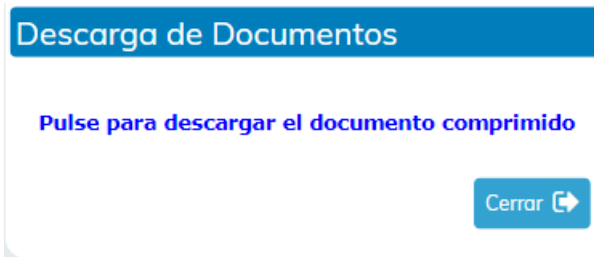 Descarga de Documentos
Pulse para descargar el documento comprimido
Cerrar